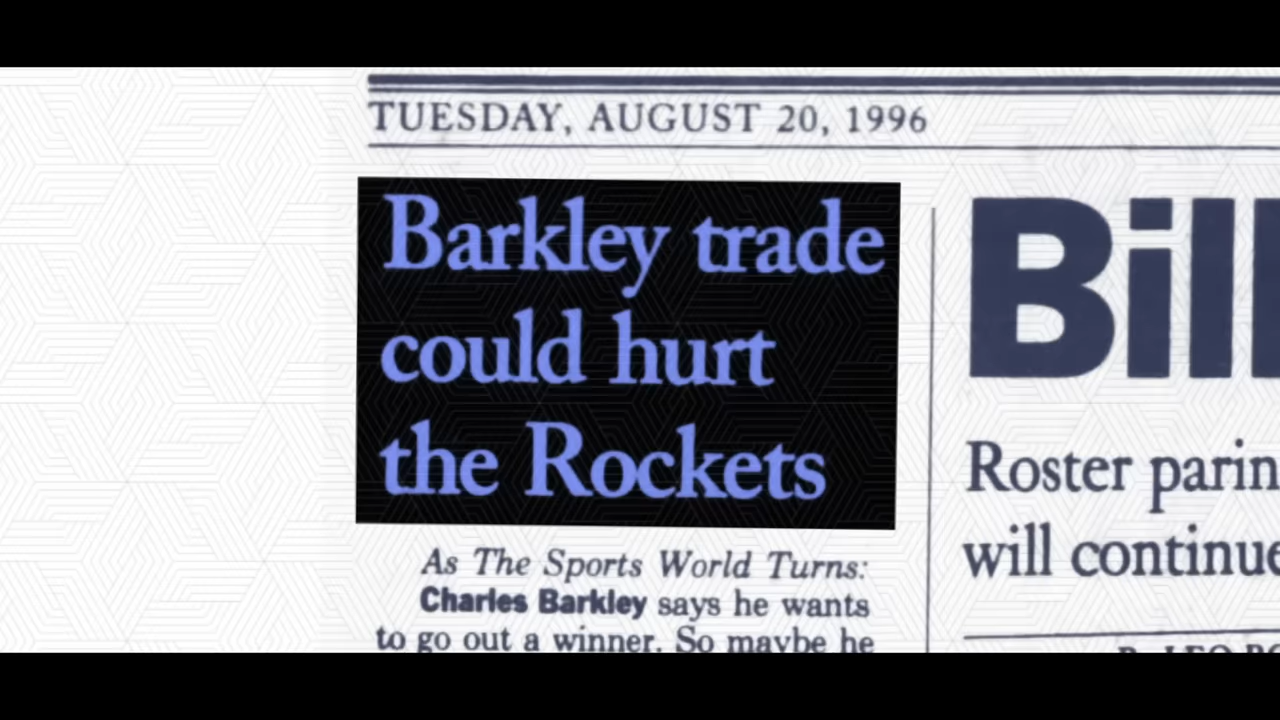 TUESDAY, AUGUST 20, 1996
Barkley trade
could hurt
the Rockets
As The Sports World Turns:
Charles Barkley says he wants
to go out a winner. So maybe he
Bill
Roster parin
will continue